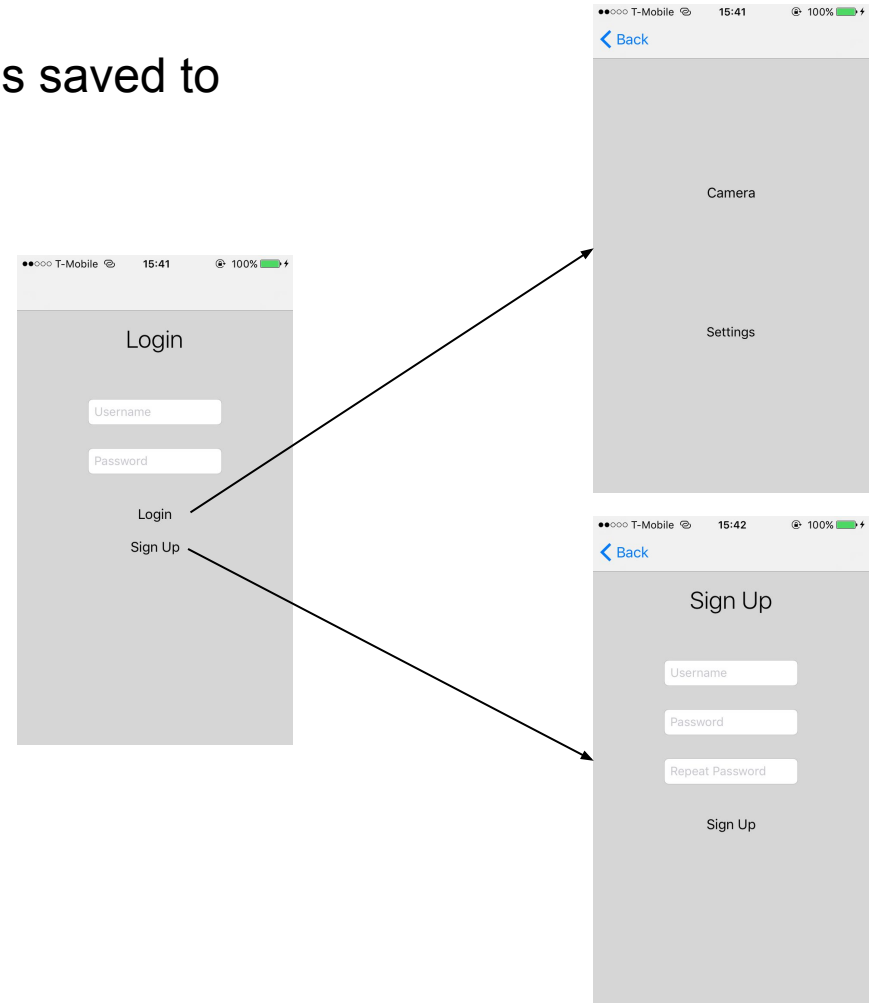 s saved to
T-Mobile 15:41 100%
Login
Username
Password
Login
Sign Up
T-Mobile 15:41 100%
Back
Camera
Settings
T-Mobile 15:42 100%
Back
Sign Up
Username
Password
Repeat Password
Sign Up